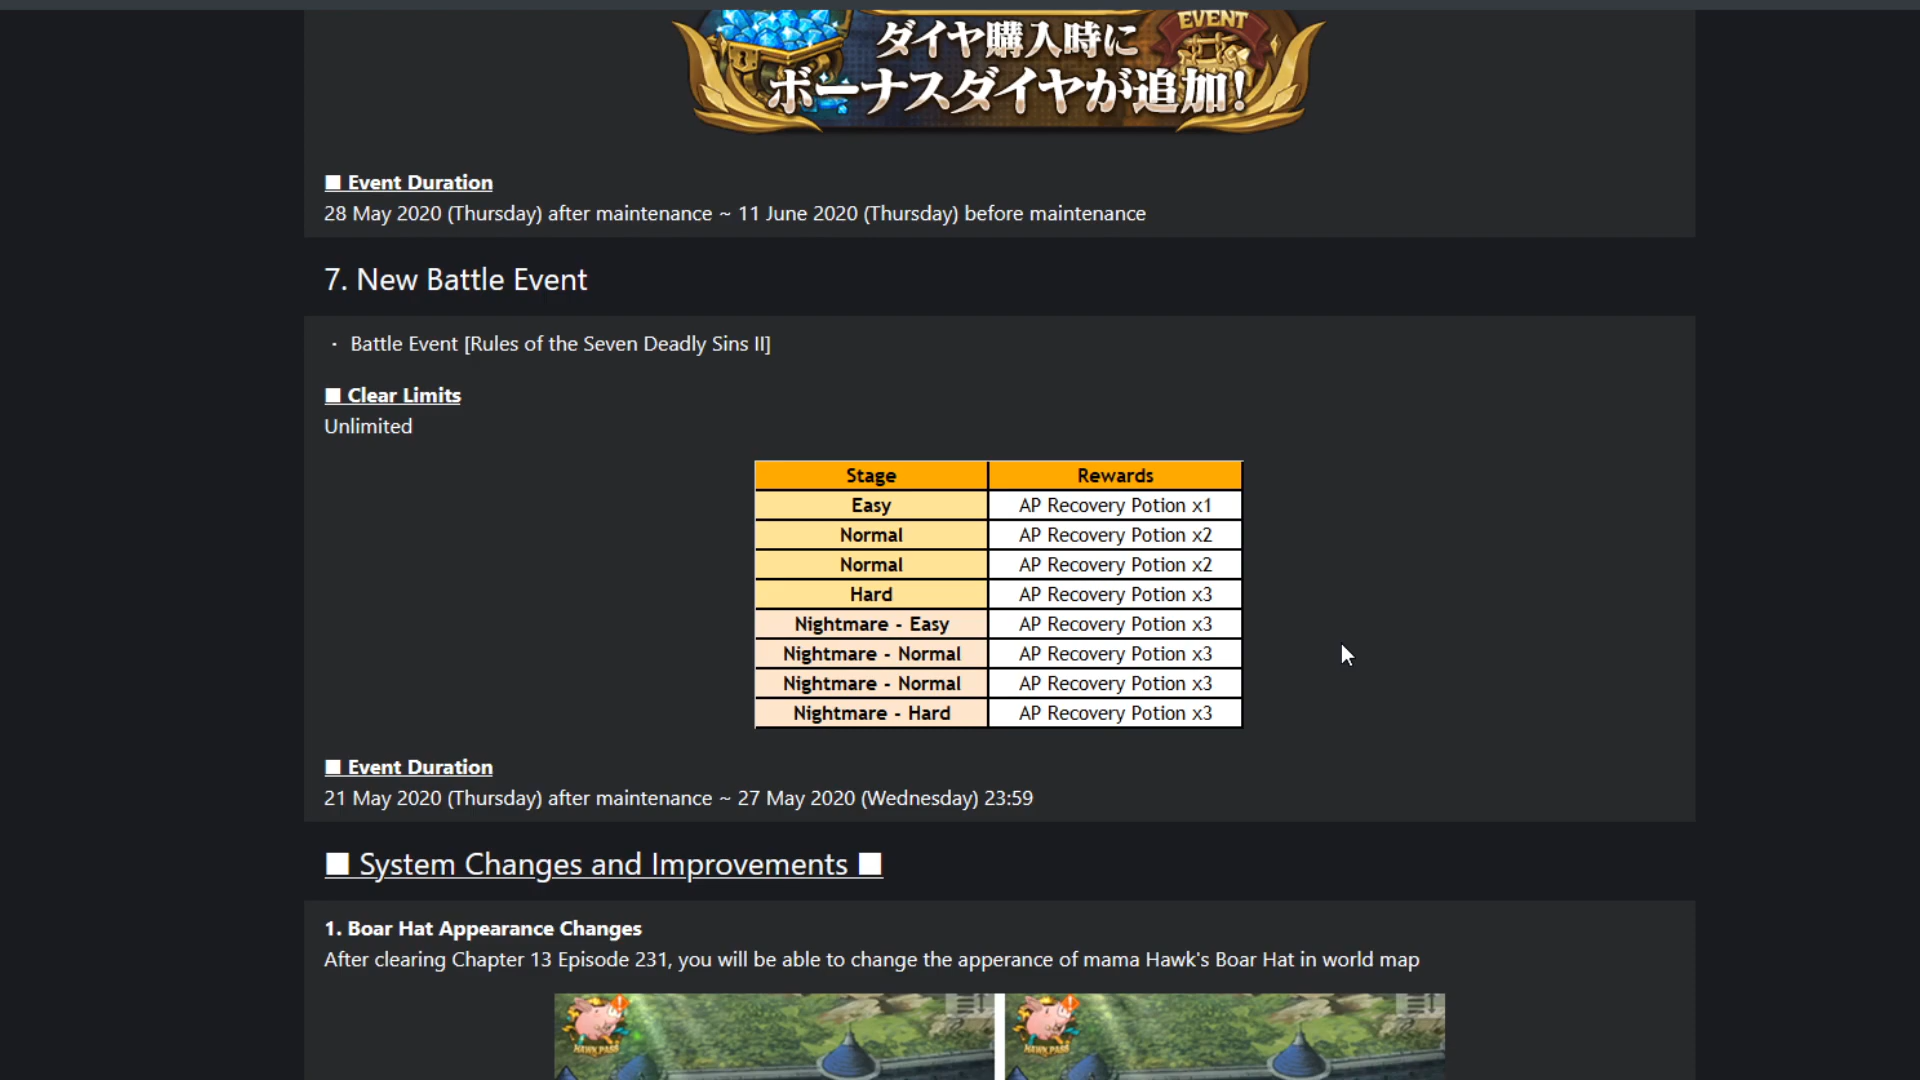 EVENT
ダイヤ購入時に
ボーナスダイヤが追加!
■ Event Duration
28 May 2020 (Thursday) after maintenance ~ 11 June 2020 (Thursday) before maintenance
7. New Battle Event
・ Battle Event [Rules of the Seven Deadly Sins II]
■ Clear Limits
Unlimited
Stage Rewards
Easy AP Recovery Potion x1
Normal AP Recovery Potion x2
Normal AP Recovery Potion x2
Hard AP Recovery Potion x3
Nightmare - Easy AP Recovery Potion x3
Nightmare - Normal AP Recovery Potion x3
Nightmare - Normal AP Recovery Potion x3
Nightmare - Hard AP Recovery Potion x3
■ Event Duration
21 May 2020 (Thursday) after maintenance ~ 27 May 2020 (Wednesday) 23:59
■ System Changes and Improvements ■
1. Boar Hat Appearance Changes
After clearing Chapter 13 Episode 231, you will be able to change the apperance of mama Hawk's Boar Hat in world map
HAWK PASS HAWK PASS